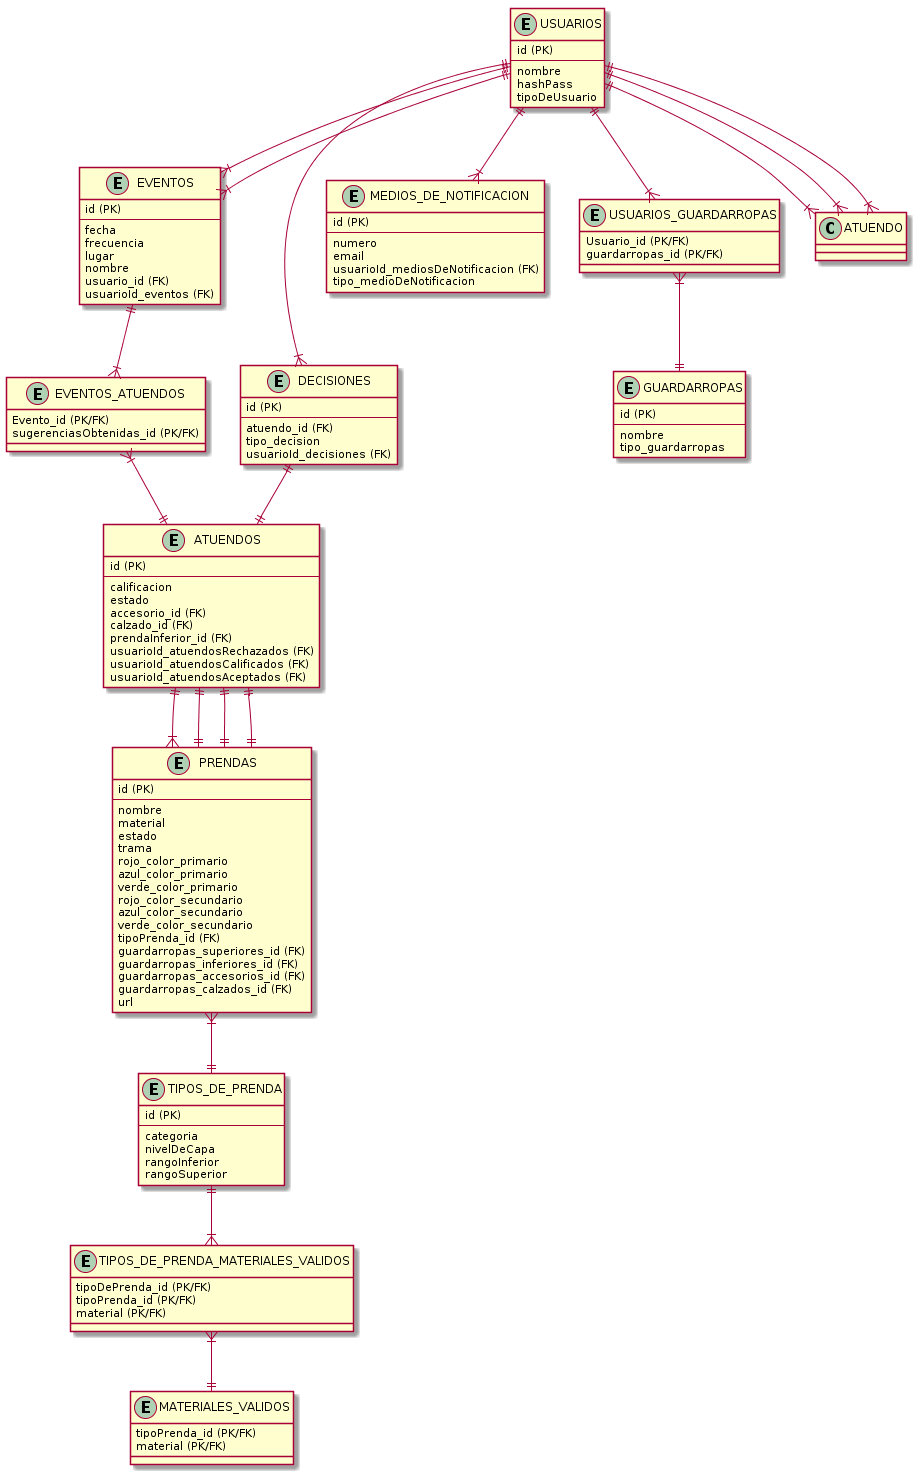 E USUARIOS
id (PK)
nombre
hashPass
tipoDeUsuario
E EVENTOS
id (PK)
fecha
frecuencia
lugar
nombre
usuario_id (FK)
usuarioId_eventos (FK)
E MEDIOS_DE_NOTIFICACION
id (PK)
numero
email
usuarioId_mediosDeNotificacion (FK)
tipo_medioDeNotificacion
E USUARIOS_GUARDARROPAS
Usuario_id (PK/FK)
guardarropas_id (PK/FK)
C ATUENDO
E EVENTOS_ATUENDOS
Evento_id (PK/FK)
sugerenciasObtenidas_id (PK/FK)
E DECISIONES
id (PK)
atuendo_id (FK)
tipo_decision
usuarioId_decisiones (FK)
E GUARDARROPAS
id (PK)
nombre
tipo_guardarropas
E ATUENDOS
id (PK)
calificacion
estado
accesorio_id (FK)
calzado_id (FK)
prendaInferior_id (FK)
usuarioId_atuendosRechazados (FK)
usuarioId_atuendosCalificados (FK)
usuarioId_atuendosAceptados (FK)
E PRENDAS
id (PK)
nombre
material
estado
trama
rojo_color_primario
azul_color_primario
verde_color_primario
rojo_color_secundario
azul_color_secundario
verde_color_secundario
tipoPrenda_id (FK)
guardarropas_superiores_id (FK)
guardarropas_inferiores_id (FK)
guardarropas_accesorios_id (FK)
guardarropas_calzados_id (FK)
url
E TIPOS_DE_PRENDA
id (PK)
categoria
nivelDeCapa
rangoInferior
rangoSuperior
E TIPOS_DE_PRENDA_MATERIALES_VALIDOS
tipoDePrenda_id (PK/FK)
tipoPrenda_id (PK/FK)
material (PK/FK)
E MATERIALES_VALIDOS
tipoPrenda_id (PK/FK)
material (PK/FK)